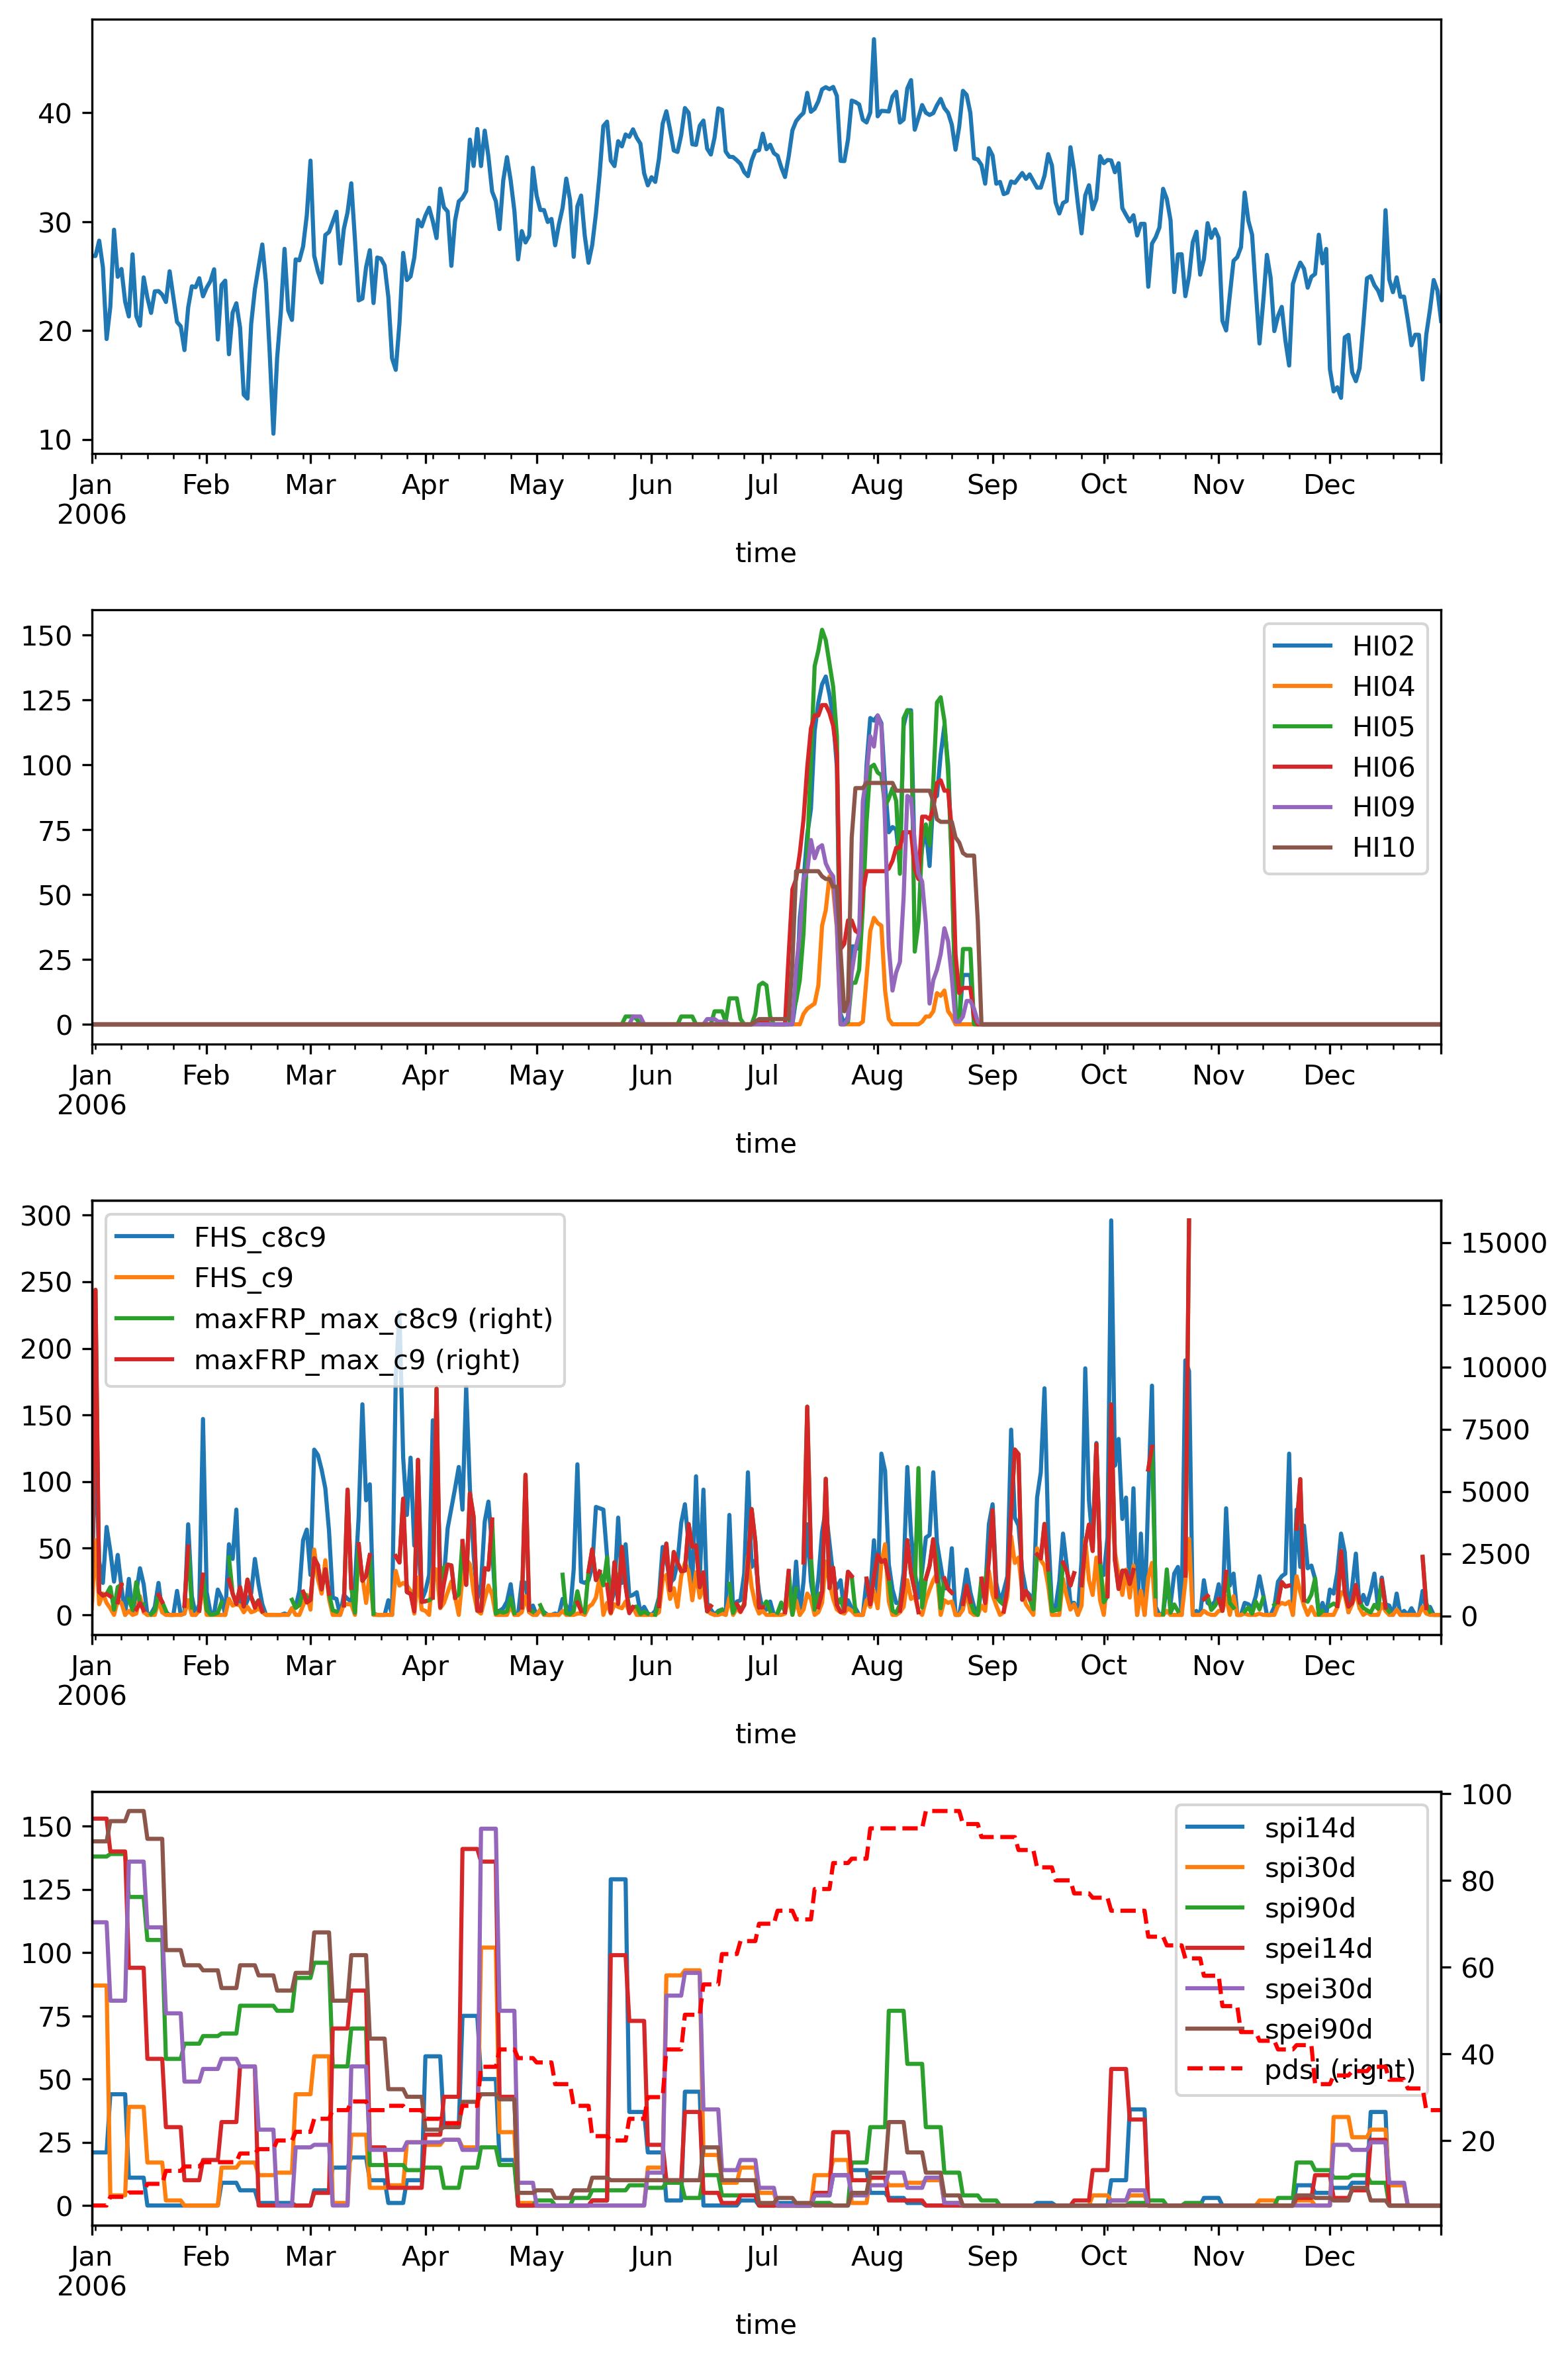 40
30
20
10
Jan Feb Mar Apr May Jun Jul Aug Sep Oct Nov Dec
2006
time
150
125
100
75
50
25
0
HI02
HI04
HI05
HI06
HI09
HI10
Jan Feb Mar Apr May Jun Jul Aug Sep Oct Nov Dec
2006
time
300
250
200
150
100
50
0
FHS_c8c9
FHS_c9
maxFRP_max_c8c9 (right)
maxFRP_max_c9 (right)
15000
12500
10000
7500
5000
2500
0
Jan Feb Mar Apr May Jun Jul Aug Sep Oct Nov Dec
2006
time
150
125
100
75
50
25
0
spi14d
spi30d
spi90d
spei14d
spei30d
spei90d
pdsi (right)
100
80
60
40
20
Jan Feb Mar Apr May Jun Jul Aug Sep Oct Nov Dec
2006
time